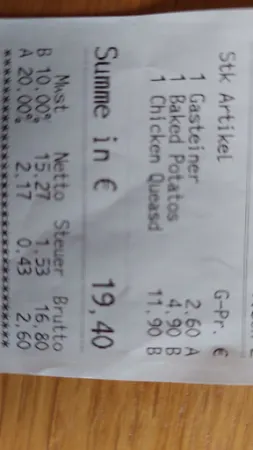 Stk Artikel G-Pr. €
1 Gasteiner 2.60 A
1 Baked Potatos 4,90 B
1 Chicken Queasd 11,90 B
Summe in € 19,40
Mwst Netto Steuer Brutto
B 10.00% 15.27 1,53 16,80
A 20.00% 2.17 0.43 2,60